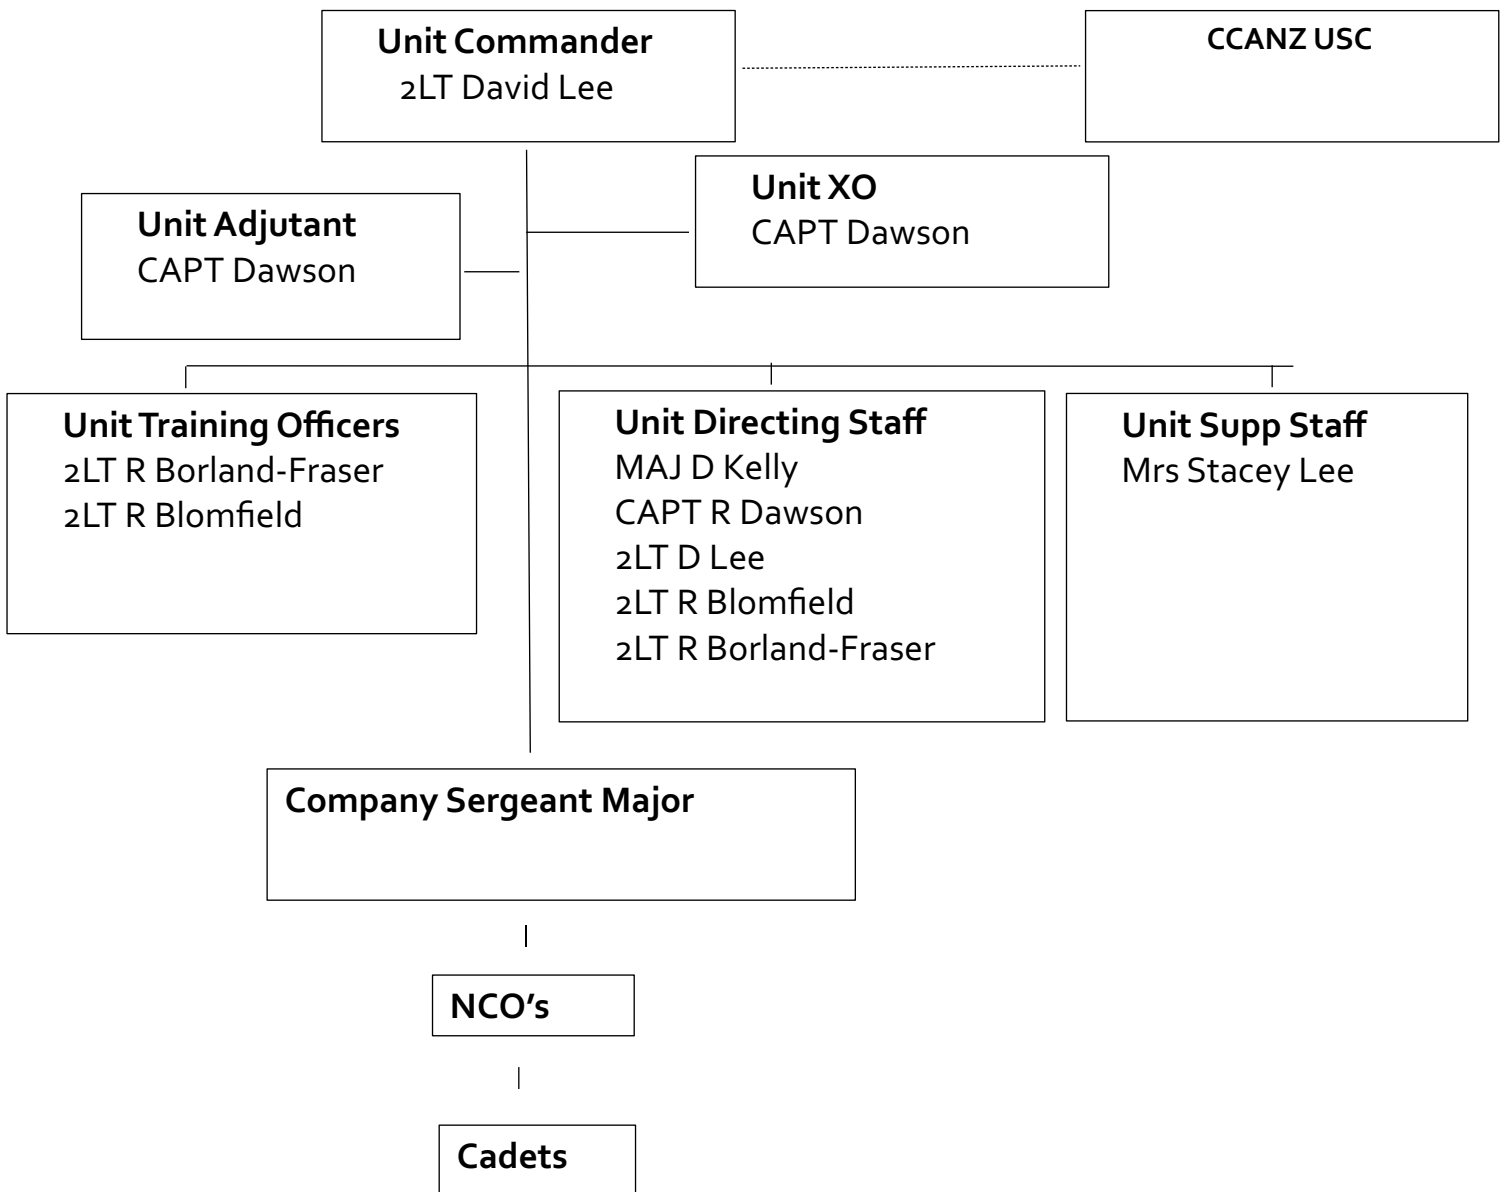 Unit Commander
2LT David Lee
CCANZ USC
Unit XO
CAPT Dawson
Unit Adjutant
CAPT Dawson
Unit Training Officers
2LT R Borland-Fraser
2LT R Blomfield
Unit Directing Staff
MAJ D Kelly
CAPT R Dawson
2LT D Lee
2LT R Blomfield
2LT R Borland-Fraser
Unit Supp Staff
Mrs Stacey Lee
Company Sergeant Major
NCO’s
Cadets